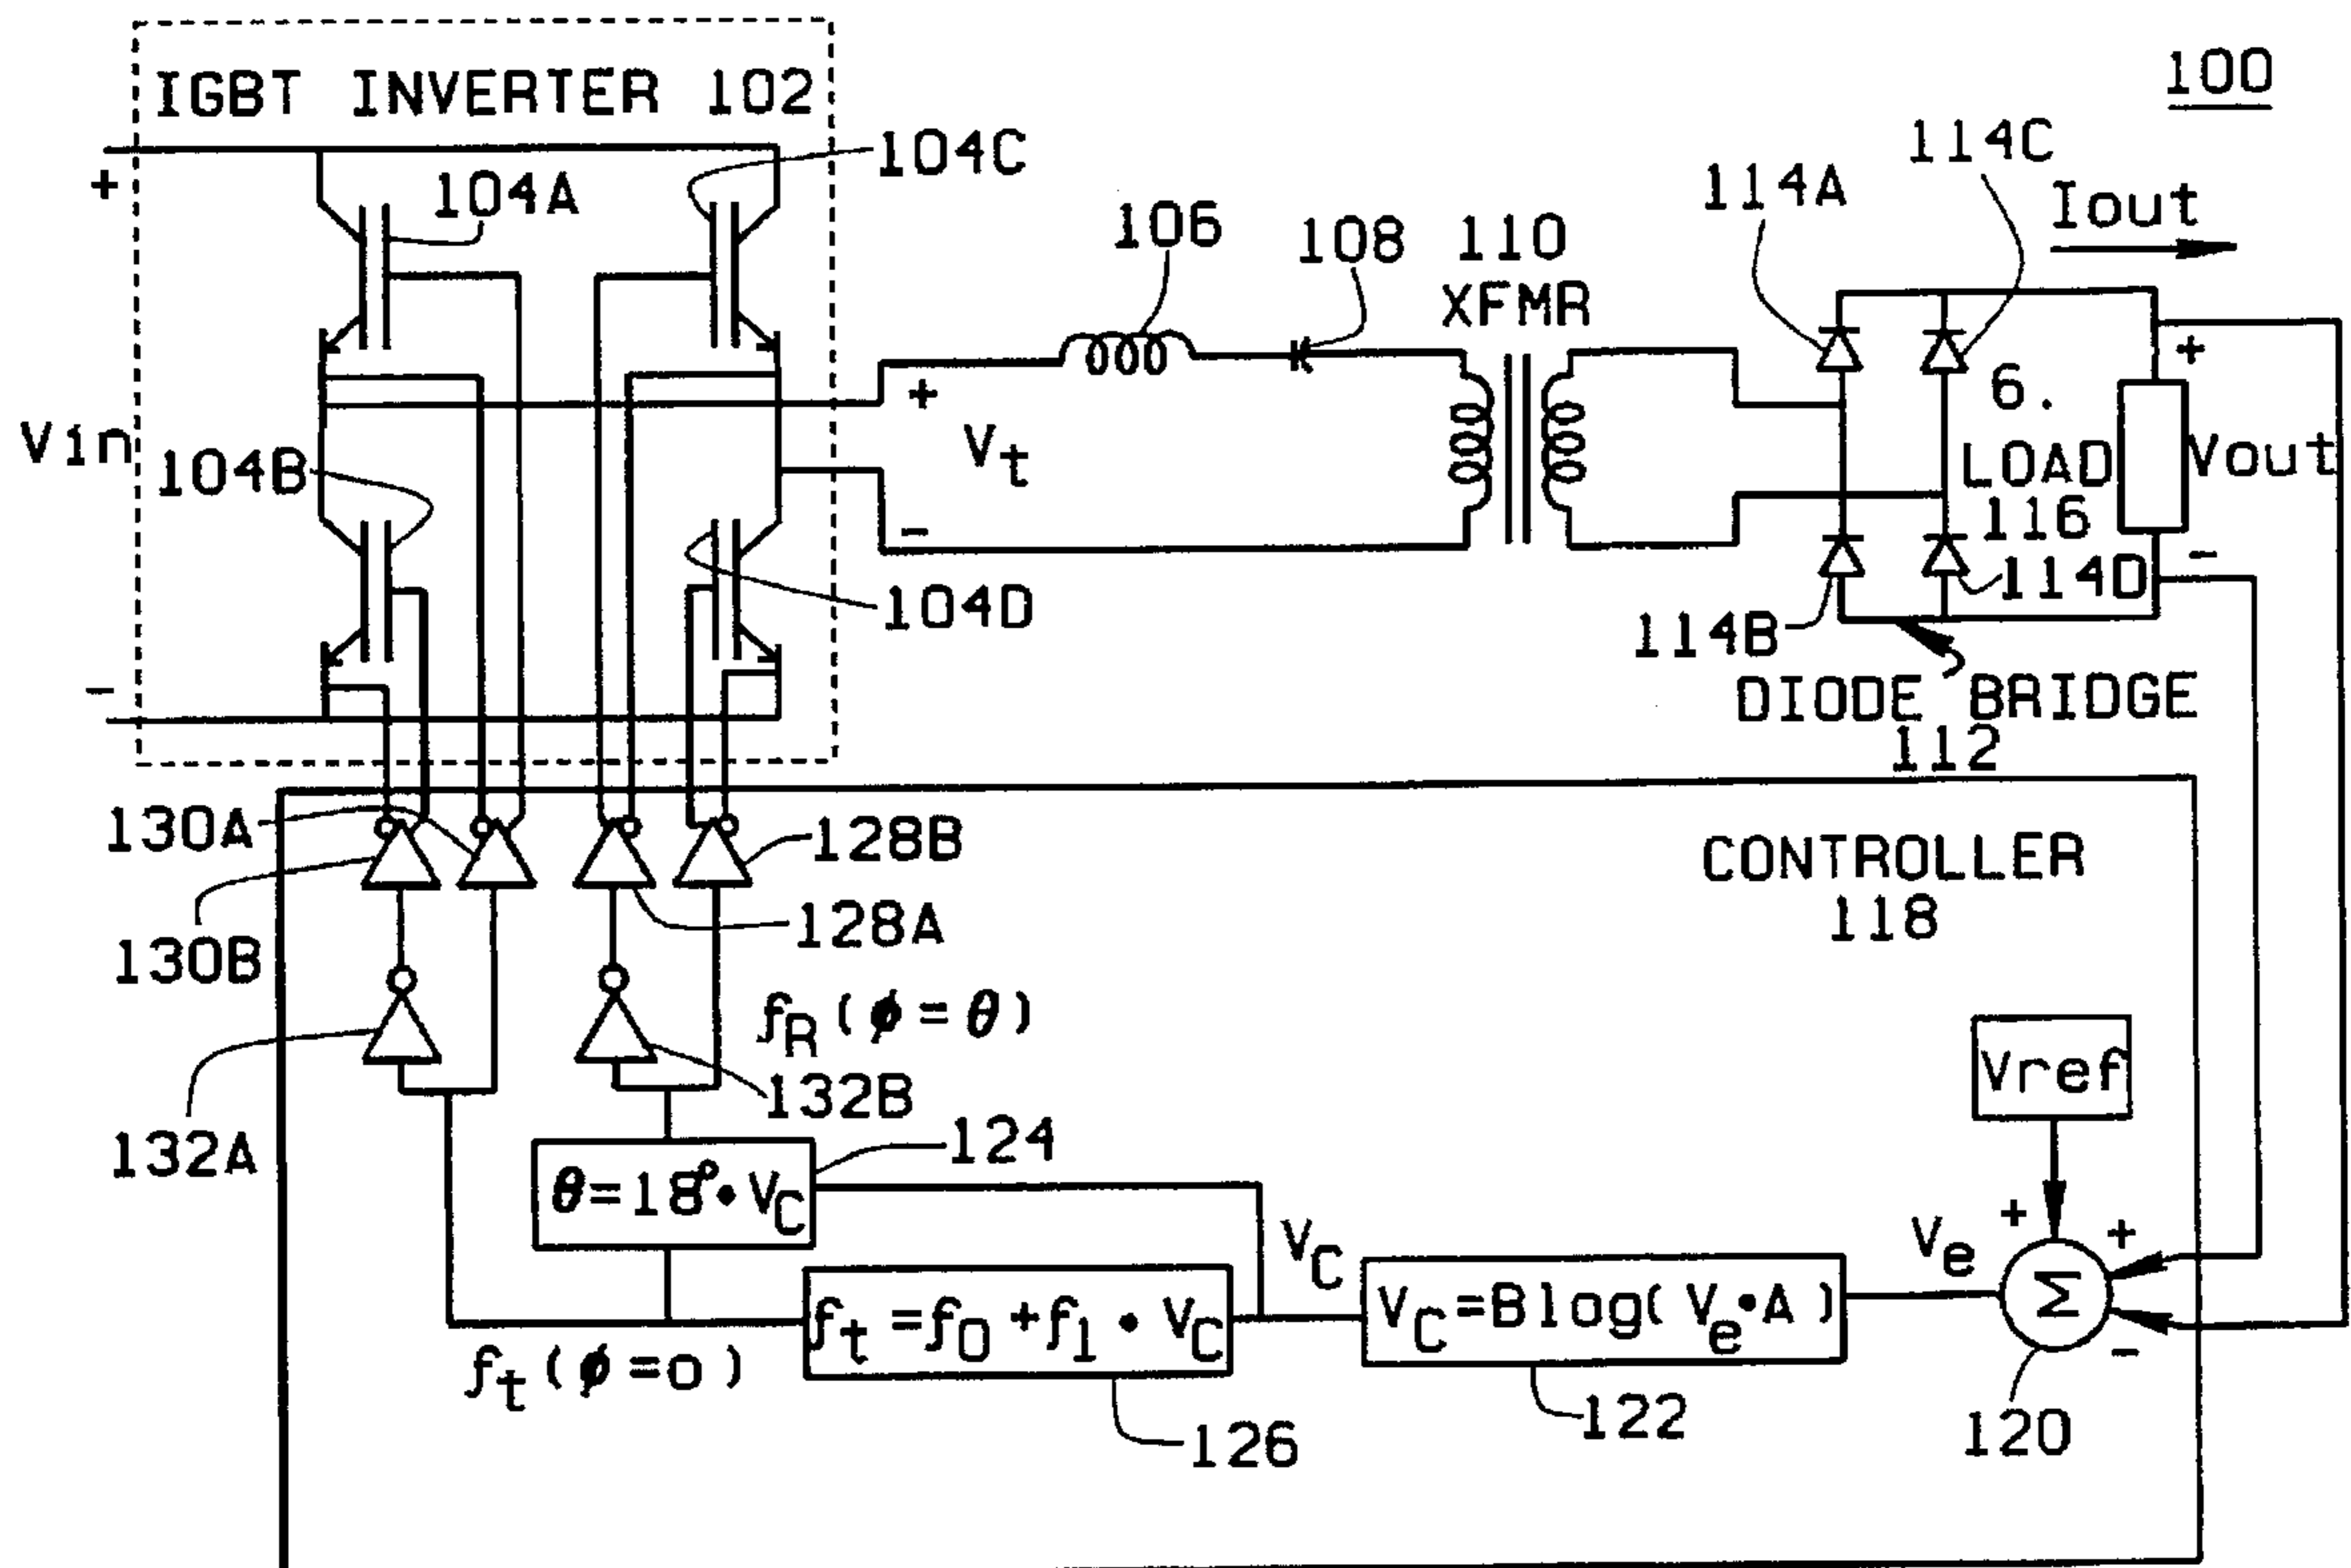 100
IGBT INVERTER 102
104C
114C
114A
+
104A
Iout
106
108
110
XFMR
+
6.
+
Vin
104B
Vt
LOAD
116
Vout
-
-
104D
114D
114B
-
DIODE BRIDGE
112
130A
128B
CONTROLLER
118
128A
130B
fR(ϕ=θ)
Vref
132B
132A
124
θ=18°•VC
VC
Ve
+
+
ft=f0+f1•VC
VC=Blog(Ve•A)
Σ
ft(ϕ=o)
-
126
122
120